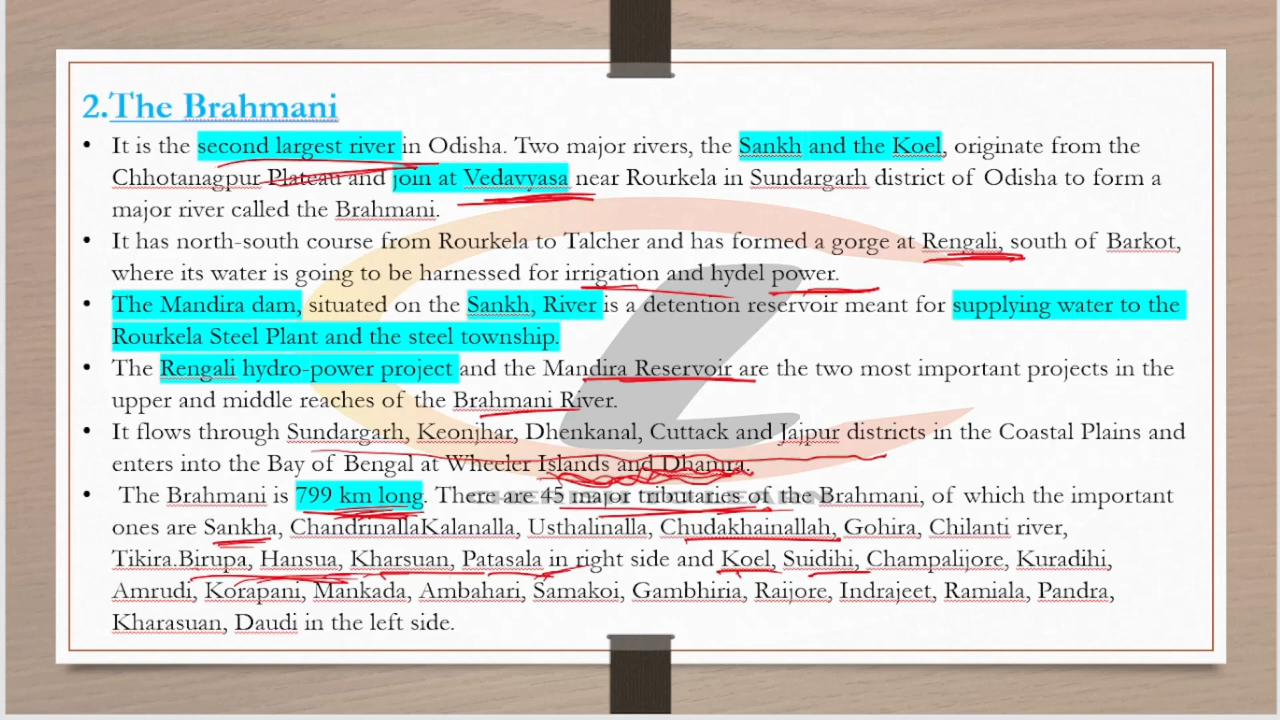 2.The Brahmani
• It is the second largest river in Odisha. Two major rivers, the Sankh and the Koel, originate from the
Chhotanagpur Plateau and join at Vedavyasa near Rourkela in Sundargarh district of Odisha to form a
major river called the Brahmani.
• It has north-south course from Rourkela to Talcher and has formed a gorge at Rengali, south of Barkot,
where its water is going to be harnessed for irrigation and hydel power.
• The Mandira dam, situated on the Sankh, River is a detention reservoir meant for supplying water to the
Rourkela Steel Plant and the steel township.
• The Rengali hydro-power project and the Mandira Reservoir are the two most important projects in the
upper and middle reaches of the Brahmani River.
• It flows through Sundargarh, Keonjhar, Dhenkanal, Cuttack and Jajpur districts in the Coastal Plains and
enters into the Bay of Bengal at Wheeler Islands and Dhamra.
• The Brahmani is 799 km long. There are 45 major tributaries of the Brahmani, of which the important
ones are Sankha, ChandrinallaKalanalla, Usthalinalla, Chudakhainallah, Gohira, Chilanti river,
Tikira.Birupa, Hansua, Kharsuan, Patasala in right side and Koel, Suidihi, Champalijore, Kuradihi,
Amrudi, Korapani, Mankada, Ambahari, Samakoi, Gambhiria, Raijore, Indrajeet, Ramiala, Pandra,
Kharasuan, Daudi in the left side.